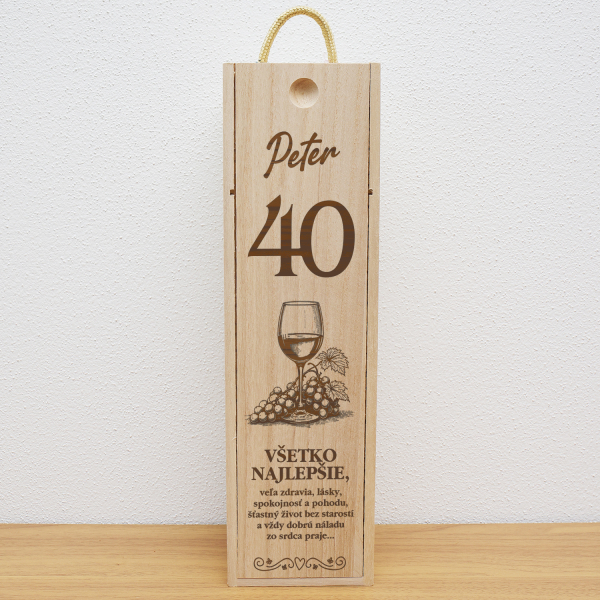 Peter
40
VŠETKO
NAJLEPŠIE,
veľa zdravia, lásky,
spokojnosť a pohodu,
šťastný život bez starostí
a vždy dobrú náladu
zo srdca praje...